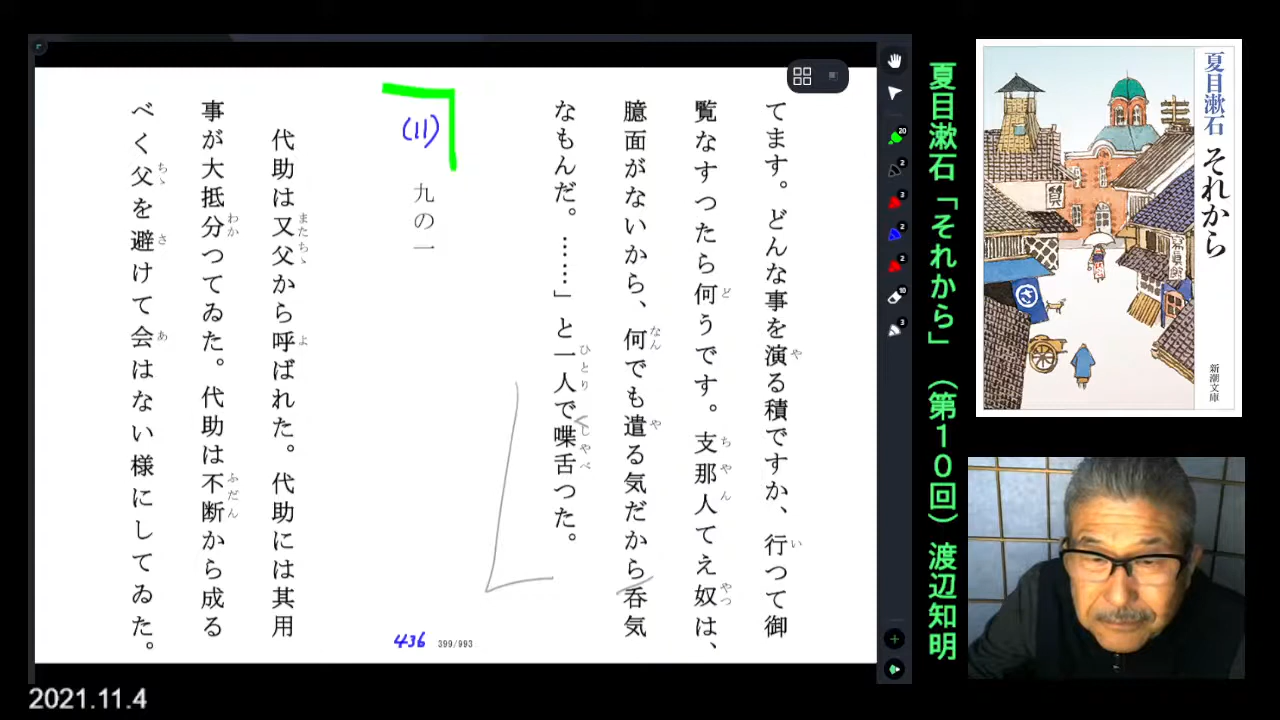 てます。どんな事を演る積ですか、行つて御
覧なすつたら何うです。支那人てえ奴は、
臆面がないから、何でも遣る気だから呑気
なもんだ。……」と一人で喋舌つた。
(11)
九の一
代助は又父から呼ばれた。代助には其用
事が大抵分つてゐた。代助は不断から成る
べく父を避けて会はない様にしてゐた。
436
399/993
夏目漱石「それから」（第１０回）渡辺知明
夏目漱石
それから
新潮文庫
質
2021.11.4